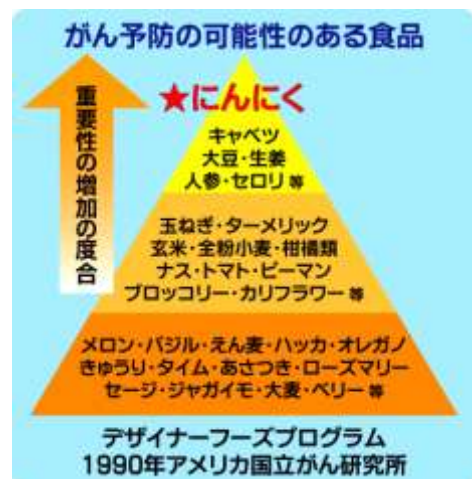 がん予防の可能性のある食品
重要性の増加の度合
★にんにく
キャベツ
大豆・生姜
人参・セロリ 等
玉ねぎ・ターメリック
玄米・全粉小麦・柑橘類
ナス・トマト・ピーマン
ブロッコリー・カリフラワー 等
メロン・バジル・えん麦・ハッカ・オレガノ
きゅうり・タイム・あさつき・ローズマリー
セージ・ジャガイモ・大麦・ベリー 等
デザイナーフーズプログラム
1990年アメリカ国立がん研究所